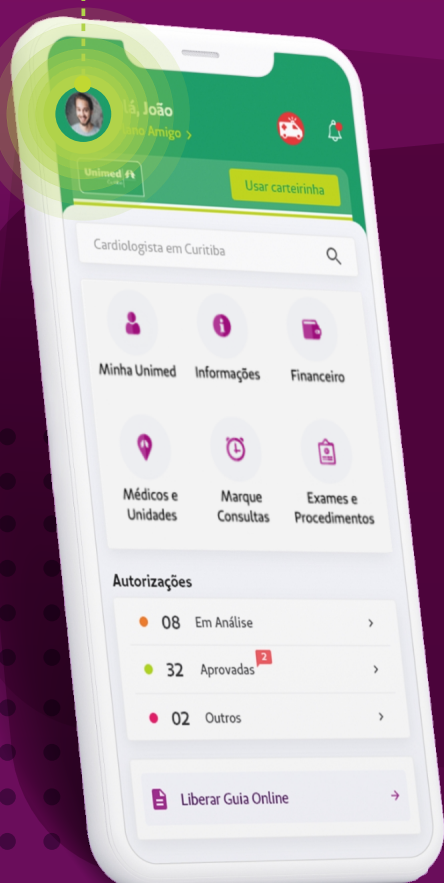 João
Amigo >
Unimed
Usar carteirinha
Cardiologista em Curitiba
Minha Unimed
Informações
Financeiro
Médicos e
Unidades
Marque
Consultas
Exames e
Procedimentos
Autorizações
08 Em Análise >
32 Aprovadas 2 >
02 Outros >
Liberar Guia Online →